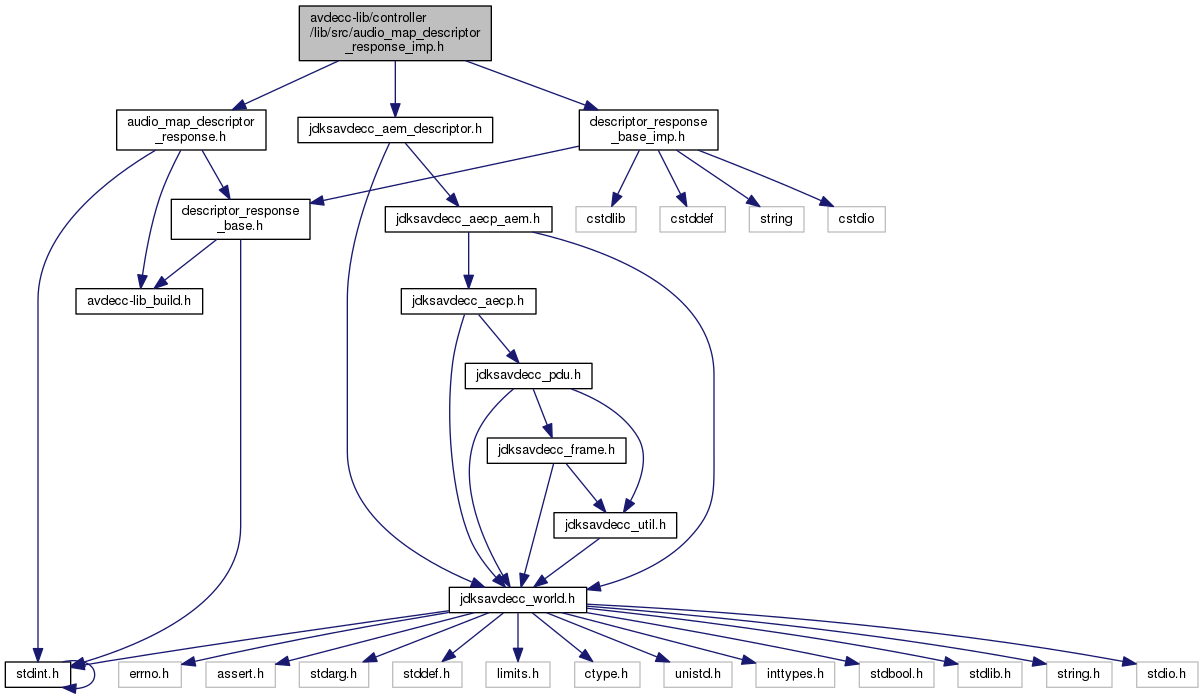 avdecc-lib/controller
/lib/src/audio_map_descriptor
_response_imp.h
audio_map_descriptor
_response.h
jdksavdecc_aem_descriptor.h
descriptor_response
_base_imp.h
descriptor_response
_base.h
jdksavdecc_aecp_aem.h
cstdlib
cstddef
string
cstdio
avdecc-lib_build.h
jdksavdecc_aecp.h
jdksavdecc_pdu.h
jdksavdecc_frame.h
jdksavdecc_util.h
jdksavdecc_world.h
stdint.h
errno.h
assert.h
stdarg.h
stddef.h
limits.h
ctype.h
unistd.h
inttypes.h
stdbool.h
stdlib.h
string.h
stdio.h